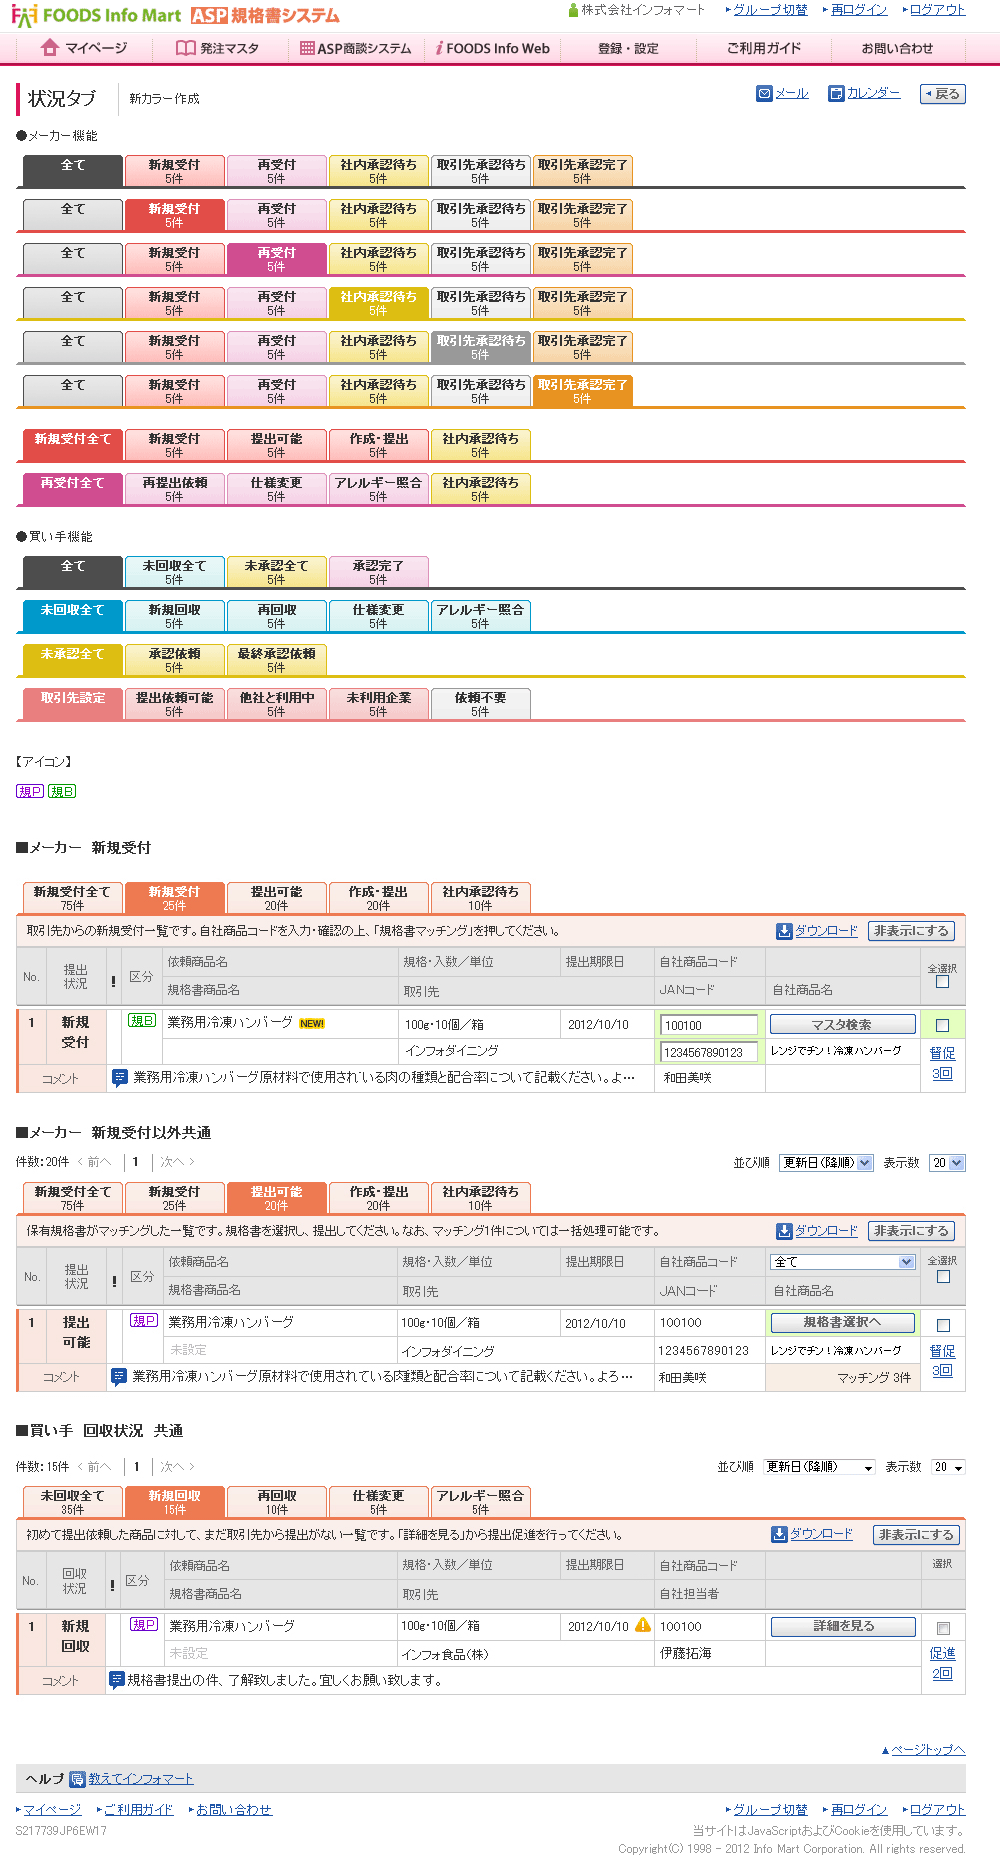 FOODS Info Mart ASP 規格書システム
株式会社インフォマート グループ切替 再ログイン ログアウト
マイページ 発注マスタ ASP商談システム FOODS Info Web 登録・設定 ご利用ガイド お問い合わせ
状況タブ 新カラー作成 メール カレンダー 戻る
●メーカー機能
全て 新規受付 再受付 社内承認待ち 取引先承認待ち 取引先承認完了
5件 5件 5件 5件 5件
全て 新規受付 再受付 社内承認待ち 取引先承認待ち 取引先承認完了
5件 5件 5件 5件 5件
全て 新規受付 再受付 社内承認待ち 取引先承認待ち 取引先承認完了
5件 5件 5件 5件 5件
全て 新規受付 再受付 社内承認待ち 取引先承認待ち 取引先承認完了
5件 5件 5件 5件 5件
全て 新規受付 再受付 社内承認待ち 取引先承認待ち 取引先承認完了
5件 5件 5件 5件 5件
全て 新規受付 再受付 社内承認待ち 取引先承認待ち 取引先承認完了
5件 5件 5件 5件 5件
新規受付全て 新規受付 提出可能 作成・提出 社内承認待ち
5件 5件 5件 5件
再受付全て 再提出依頼 仕様変更 アレルギー照合 社内承認待ち
5件 5件 5件 5件
●買い手機能
全て 未回収全て 未承認全て 承認完了
5件 5件 5件
未回収全て 新規回収 再回収 仕様変更 アレルギー照合
5件 5件 5件 5件
未承認全て 承認依頼 最終承認依頼
5件 5件
取引先設定 提出依頼可能 他社と利用中 未利用企業 依頼不要
5件 5件 5件 5件
【アイコン】
規P 規B
■メーカー 新規受付
新規受付全て 新規受付 提出可能 作成・提出 社内承認待ち
75件 25件 20件 20件 10件
取引先からの新規受付一覧です。自社商品コードを入力・確認の上、「規格書マッチング」を押してください。 ダウンロード 非表示にする
No. 提出状況 ! 区分 依頼商品名 規格・入数／単位 提出期限日 自社商品コード 全選択
規格書商品名 取引先 JANコード 自社商品名
1 新規受付 規B 業務用冷凍ハンバーグ NEW! 100g・10個／箱 2012/10/10 100100 マスタ検索
インフォダイニング 1234567890123 レンジでチン！冷凍ハンバーグ 督促
3回
コメント 業務用冷凍ハンバーグ原材料で使用されいる肉の種類と配合率について記載ください。よ… 和田美咲
■メーカー 新規受付以外共通
件数：20件 < 前へ 1 次へ > 並び順 更新日（降順） 表示数 20
新規受付全て 新規受付 提出可能 作成・提出 社内承認待ち
75件 25件 20件 20件 10件
保有規格書がマッチングした一覧です。規格書を選択し、提出してください。なお、マッチング1件については一括処理可能です。 ダウンロード 非表示にする
No. 提出状況 ! 区分 依頼商品名 規格・入数／単位 提出期限日 自社商品コード 全て 全選択
規格書商品名 取引先 JANコード 自社商品名
1 提出可能 規P 業務用冷凍ハンバーグ 100g・10個／箱 2012/10/10 100100 規格書選択へ
未設定 インフォダイニング 1234567890123 レンジでチン！冷凍ハンバーグ 督促
3回
コメント 業務用冷凍ハンバーグ原材料で使用されている肉種類と配合率について記載ください。よろ… 和田美咲 マッチング 3件
■買い手 回収状況 共通
件数：15件 < 前へ 1 次へ > 並び順 更新日（降順） 表示数 20
未回収全て 新規回収 再回収 仕様変更 アレルギー照合
35件 15件 10件 5件 5件
初めて提出依頼した商品に対して、まだ取引先から提出がない一覧です。「詳細を見る」から提出促進を行ってください。 ダウンロード 非表示にする
No. 回収状況 ! 区分 依頼商品名 規格・入数／単位 提出期限日 自社商品コード 選択
規格書商品名 取引先 自社担当者
1 新規回収 規P 業務用冷凍ハンバーグ 100g・10個／箱 2012/10/10 100100 詳細を見る
未設定 インフォ食品（株） 伊藤拓海 促進
2回
コメント 規格書提出の件、了解致しました。宜しくお願い致します。
▲ページトップへ
ヘルプ 教えてインフォマート
マイページ ご利用ガイド お問い合わせ グループ切替 再ログイン ログアウト
S217739JP6EW17 当サイトはJavaScriptおよびCookieを使用しています。
Copyright(C) 1998 - 2012 Info Mart Corporation. All rights reserved.